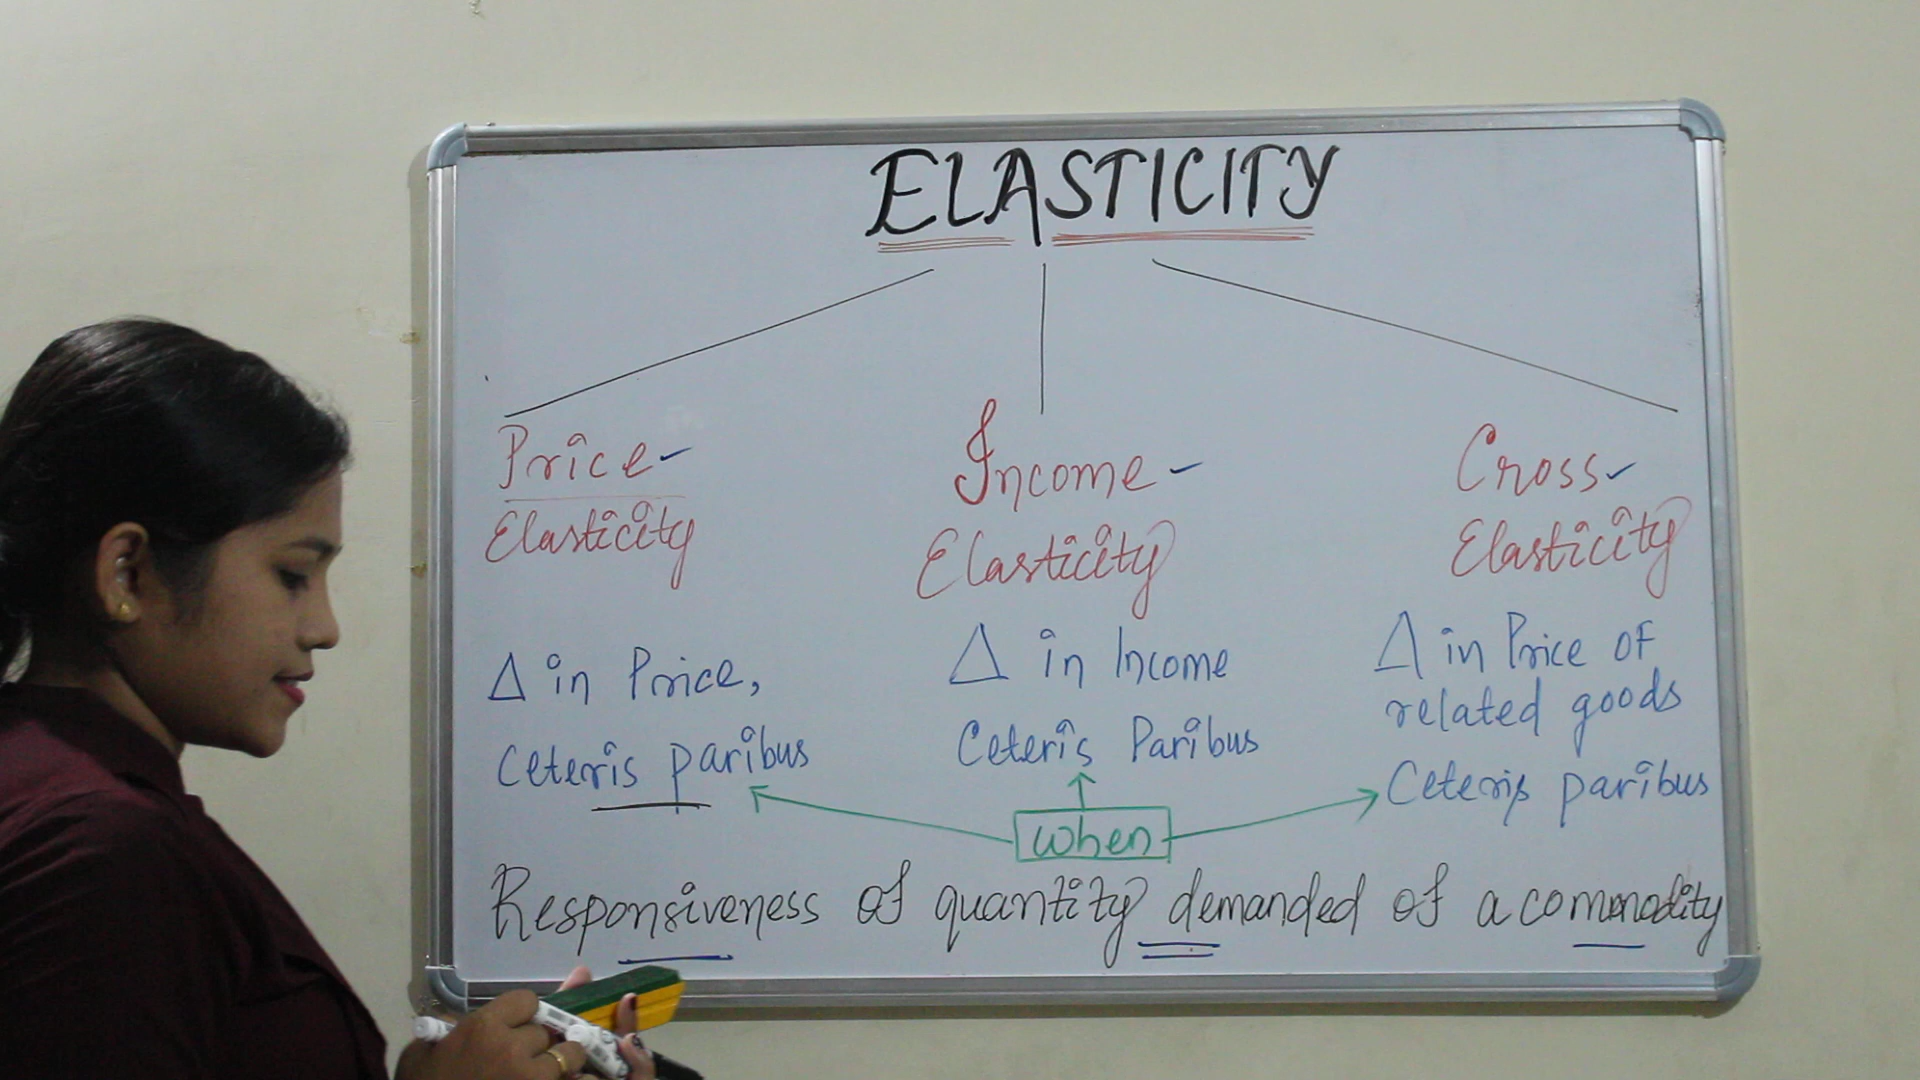 ELASTICITY
Price-
Elasticity
Δ in Price,
Ceteris paribus
Income-
Elasticity
Δ in Income
Ceteris Paribus
Cross-
Elasticity
Δ in Price OF
related goods
Ceteris paribus
when
Responsiveness of quantity demanded of a commodity